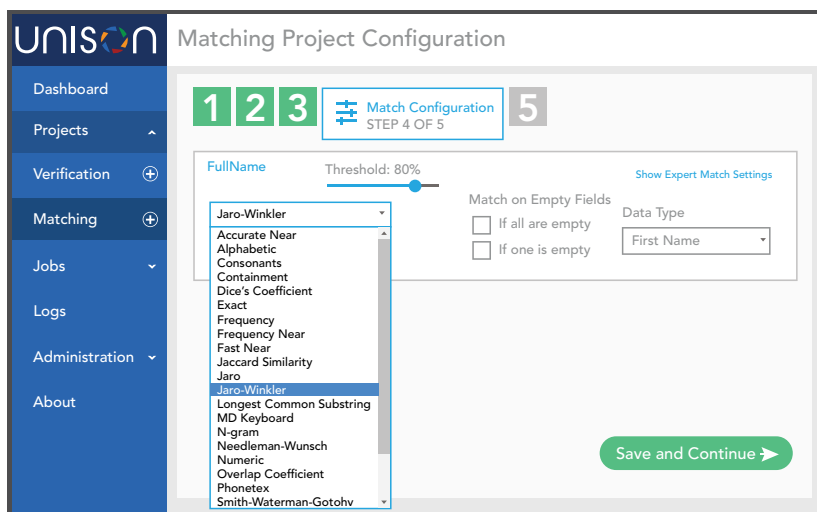 UNISON
Matching Project Configuration
Dashboard
Projects
Verification
Matching
Jobs
Logs
Administration
About
1 2 3
Match Configuration
STEP 4 OF 5
5
FullName
Threshold: 80%
Show Expert Match Settings
Jaro-Winkler
Match on Empty Fields
If all are empty
If one is empty
Data Type
First Name
Accurate Near
Alphabetic
Consonants
Containment
Dice's Coefficient
Exact
Frequency
Frequency Near
Fast Near
Jaccard Similarity
Jaro
Jaro-Winkler
Longest Common Substring
MD Keyboard
N-gram
Needleman-Wunsch
Numeric
Overlap Coefficient
Phonetex
Smith-Waterman-Gotohv
Save and Continue